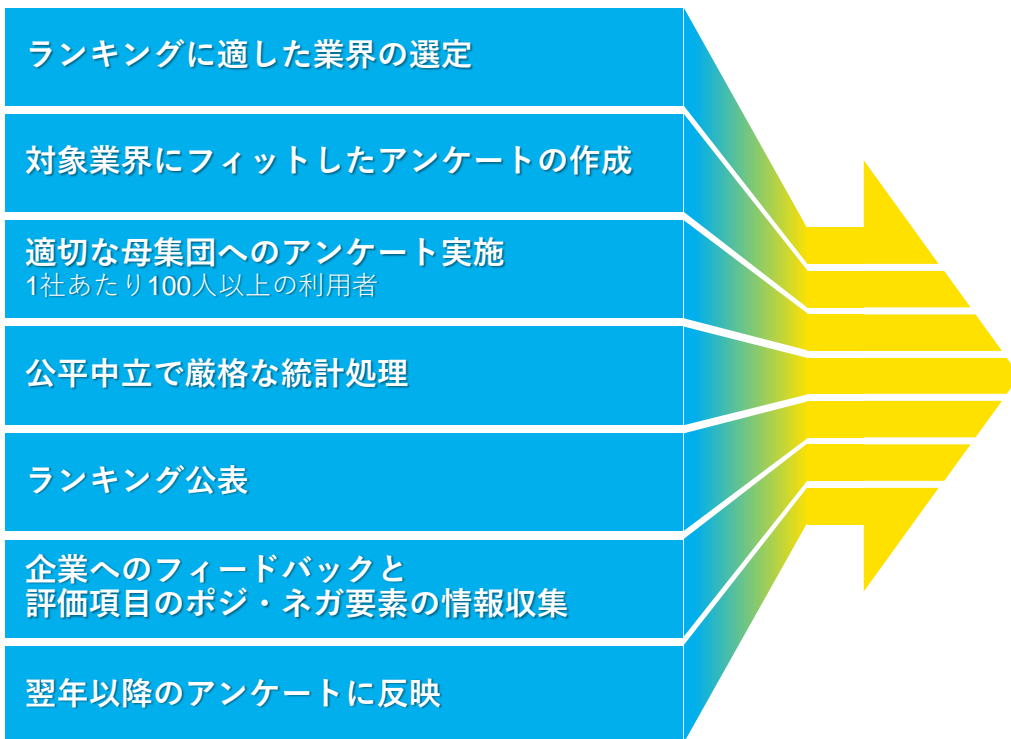 ランキングに適した業界の選定
対象業界にフィットしたアンケートの作成
適切な母集団へのアンケート実施
1社あたり100人以上の利用者
公平中立で厳格な統計処理
ランキング公表
企業へのフィードバックと
評価項目のポジ・ネガ要素の情報収集
翌年以降のアンケートに反映